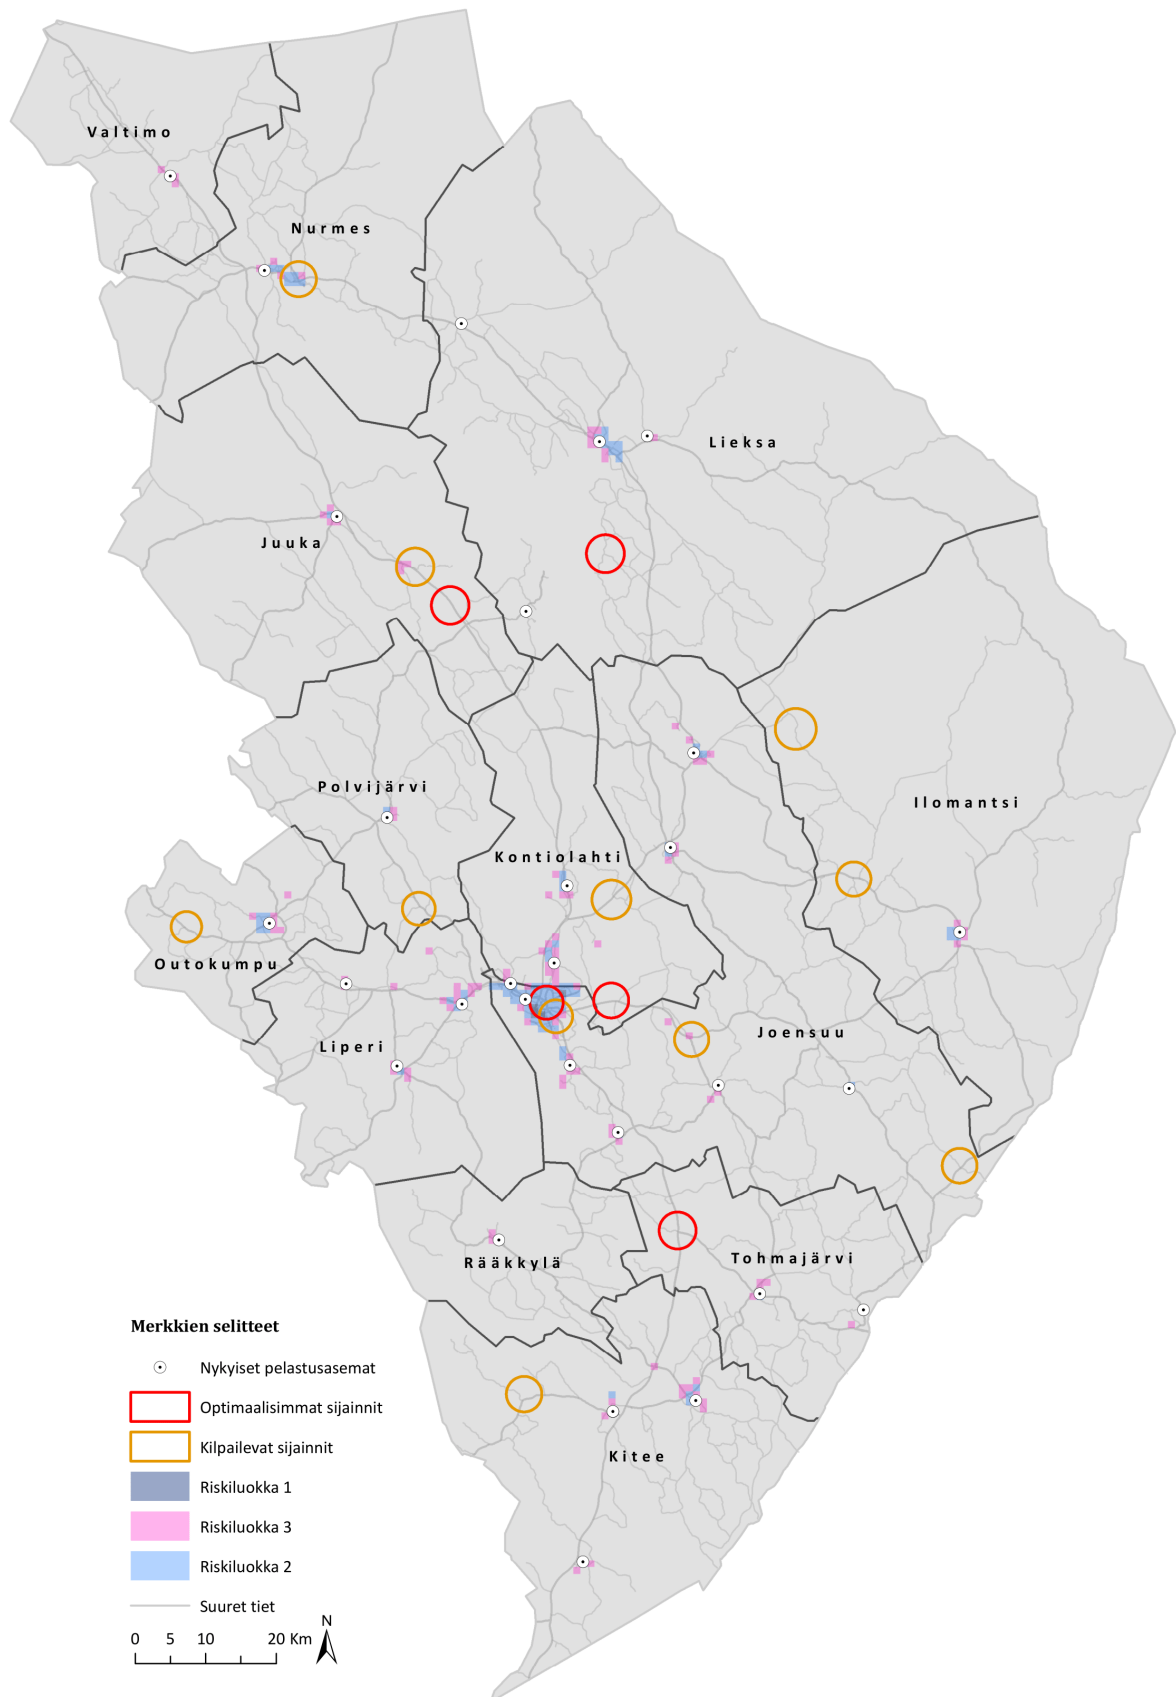 Valtimo
Nurmes
Lieksa
Juuka
Polvijärvi
Ilomantsi
Kontiolahti
Outokumpu
Joensuu
Liperi
Tohmajärvi
Rääkkylä
Merkkien selitteet
Nykyiset pelastusasemat
Optimaalisimmat sijainnit
Kilpailevat sijainnit
Kitee
Riskiluokka 1
Riskiluokka 3
Riskiluokka 2
Suuret tiet
N
0 5 10 20 Km